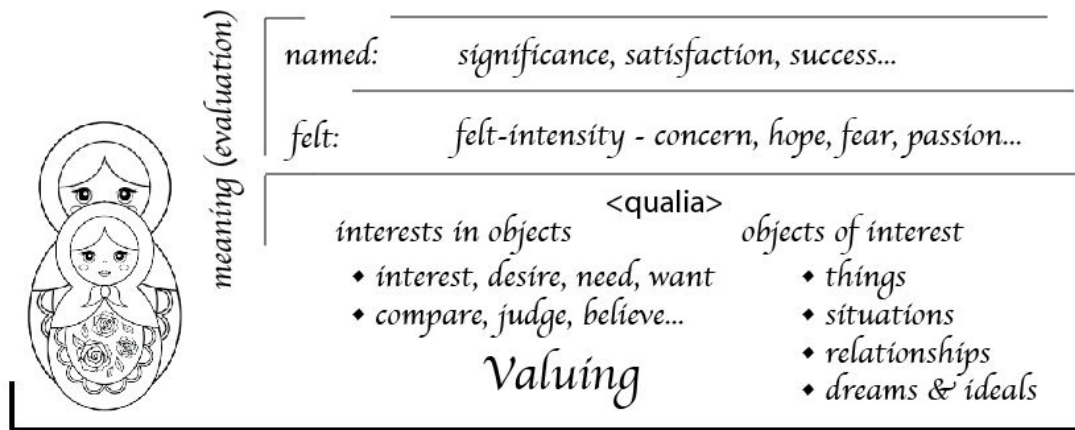 meaning (evaluation)
named: significance, satisfaction, success...
felt: felt-intensity - concern, hope, fear, passion...
<qualia>
interests in objects
◆ interest, desire, need, want
◆ compare, judge, believe...
objects of interest
◆ things
◆ situations
◆ relationships
◆ dreams & ideals
Valuing